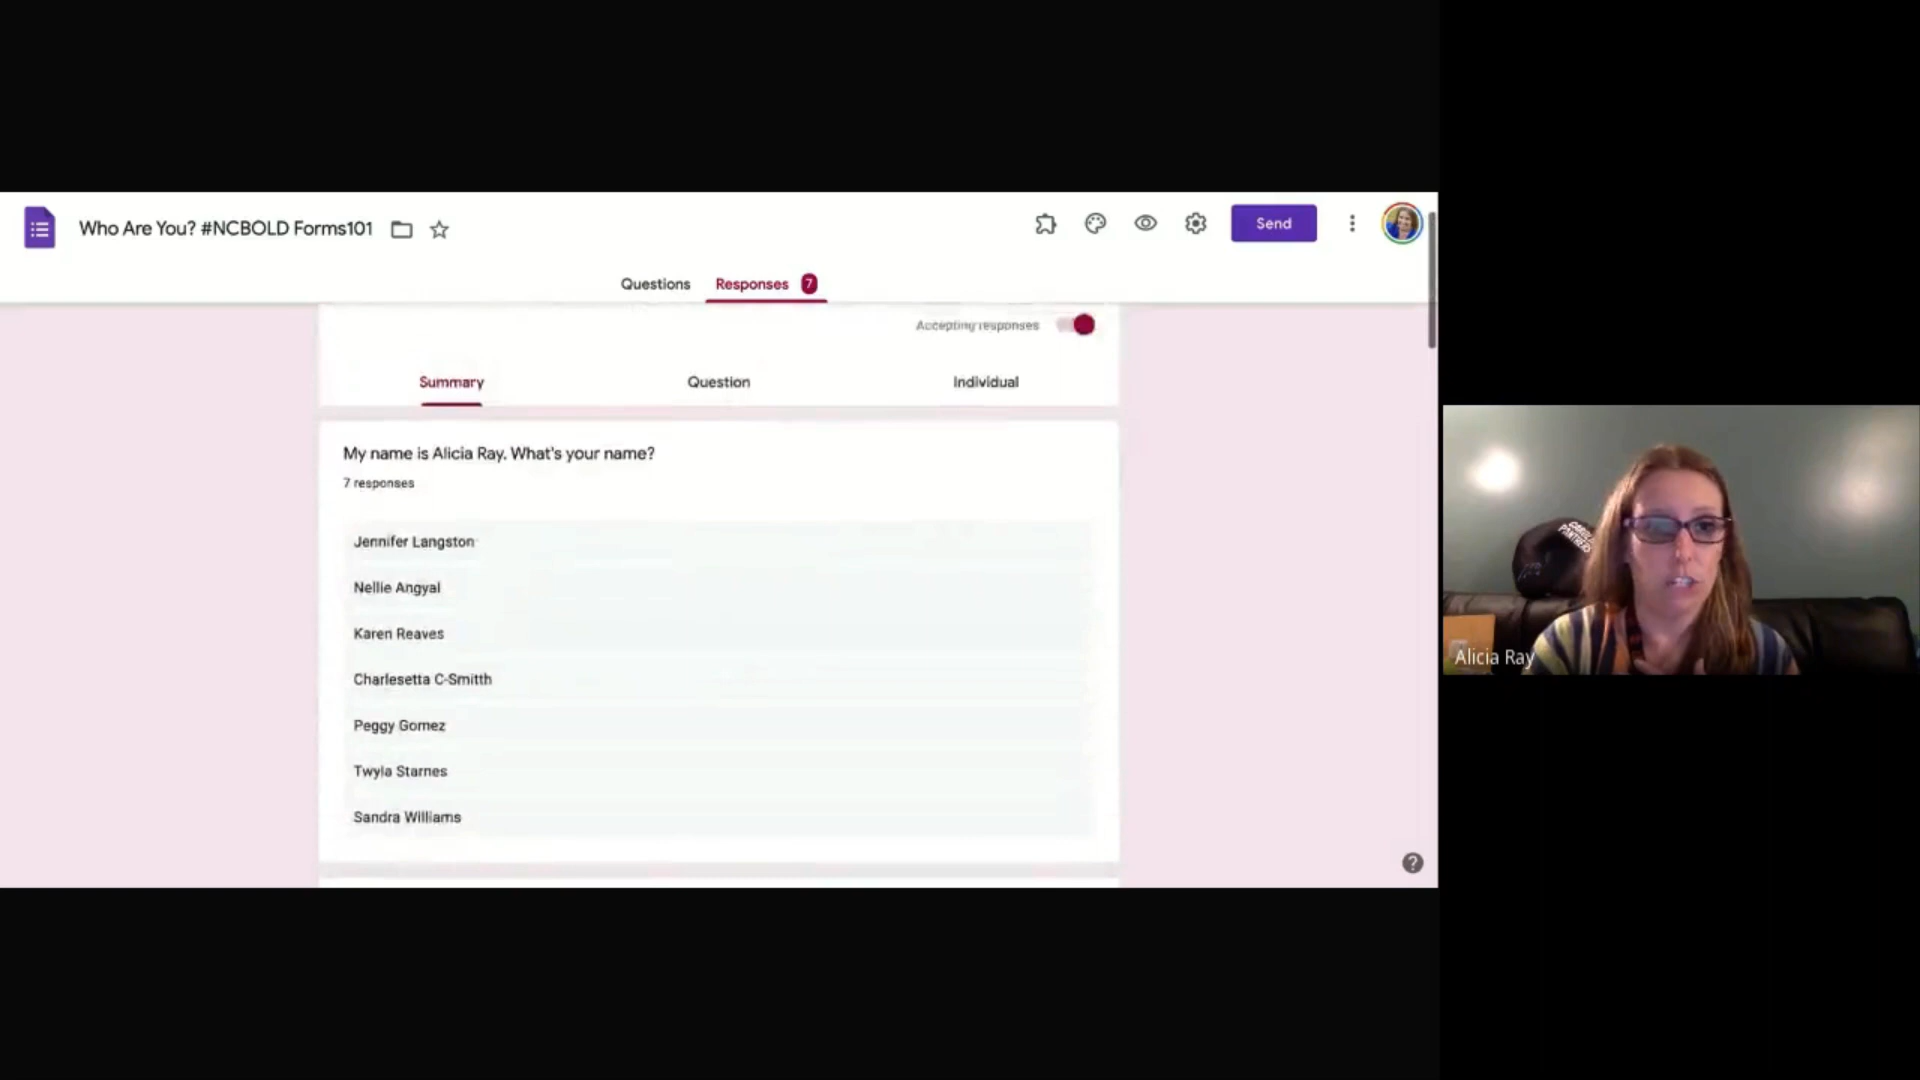 Who Are You? #NCBOLD Forms101
Send
Questions
Responses 7
Accepting responses
Summary
Question
Individual
My name is Alicia Ray. What's your name?
7 responses
Jennifer Langston
Nellie Angyal
Karen Reaves
Charlesetta C-Smitth
Peggy Gomez
Twyla Starnes
Sandra Williams
?
PANTHERS
Alicia Ray